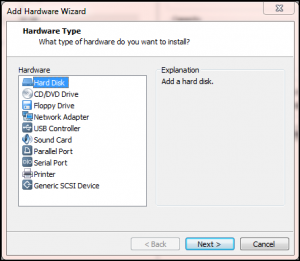 Add Hardware Wizard
Hardware Type
What type of hardware do you want to install?
Hardware
Explanation
Hard Disk
Add a hard disk.
CD/DVD Drive
Floppy Drive
Network Adapter
USB Controller
Sound Card
Parallel Port
Serial Port
Printer
Generic SCSI Device
< Back
Next >
Cancel